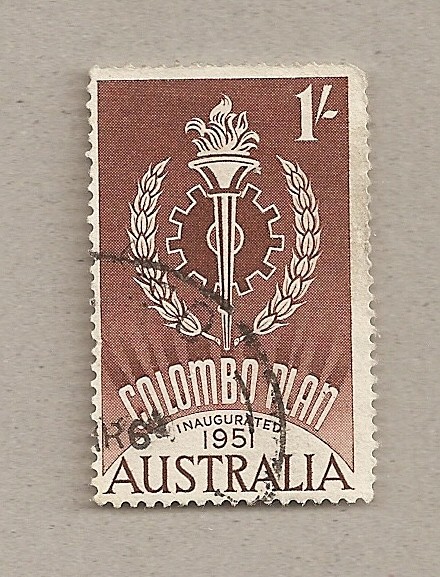 1/-
COLOMBO PLAN
INAUGURATED
1951
AUSTRALIA